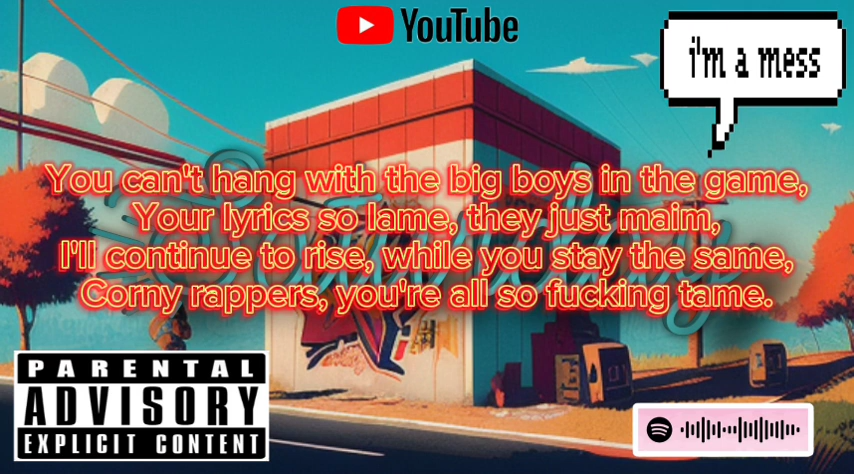 YouTube
i'm a mess
You can't hang with the big boys in the game,
Your lyrics so lame, they just maim,
I'll continue to rise, while you stay the same,
Corny rappers, you're all so fucking tame.
PARENTAL
ADVISORY
EXPLICIT CONTENT